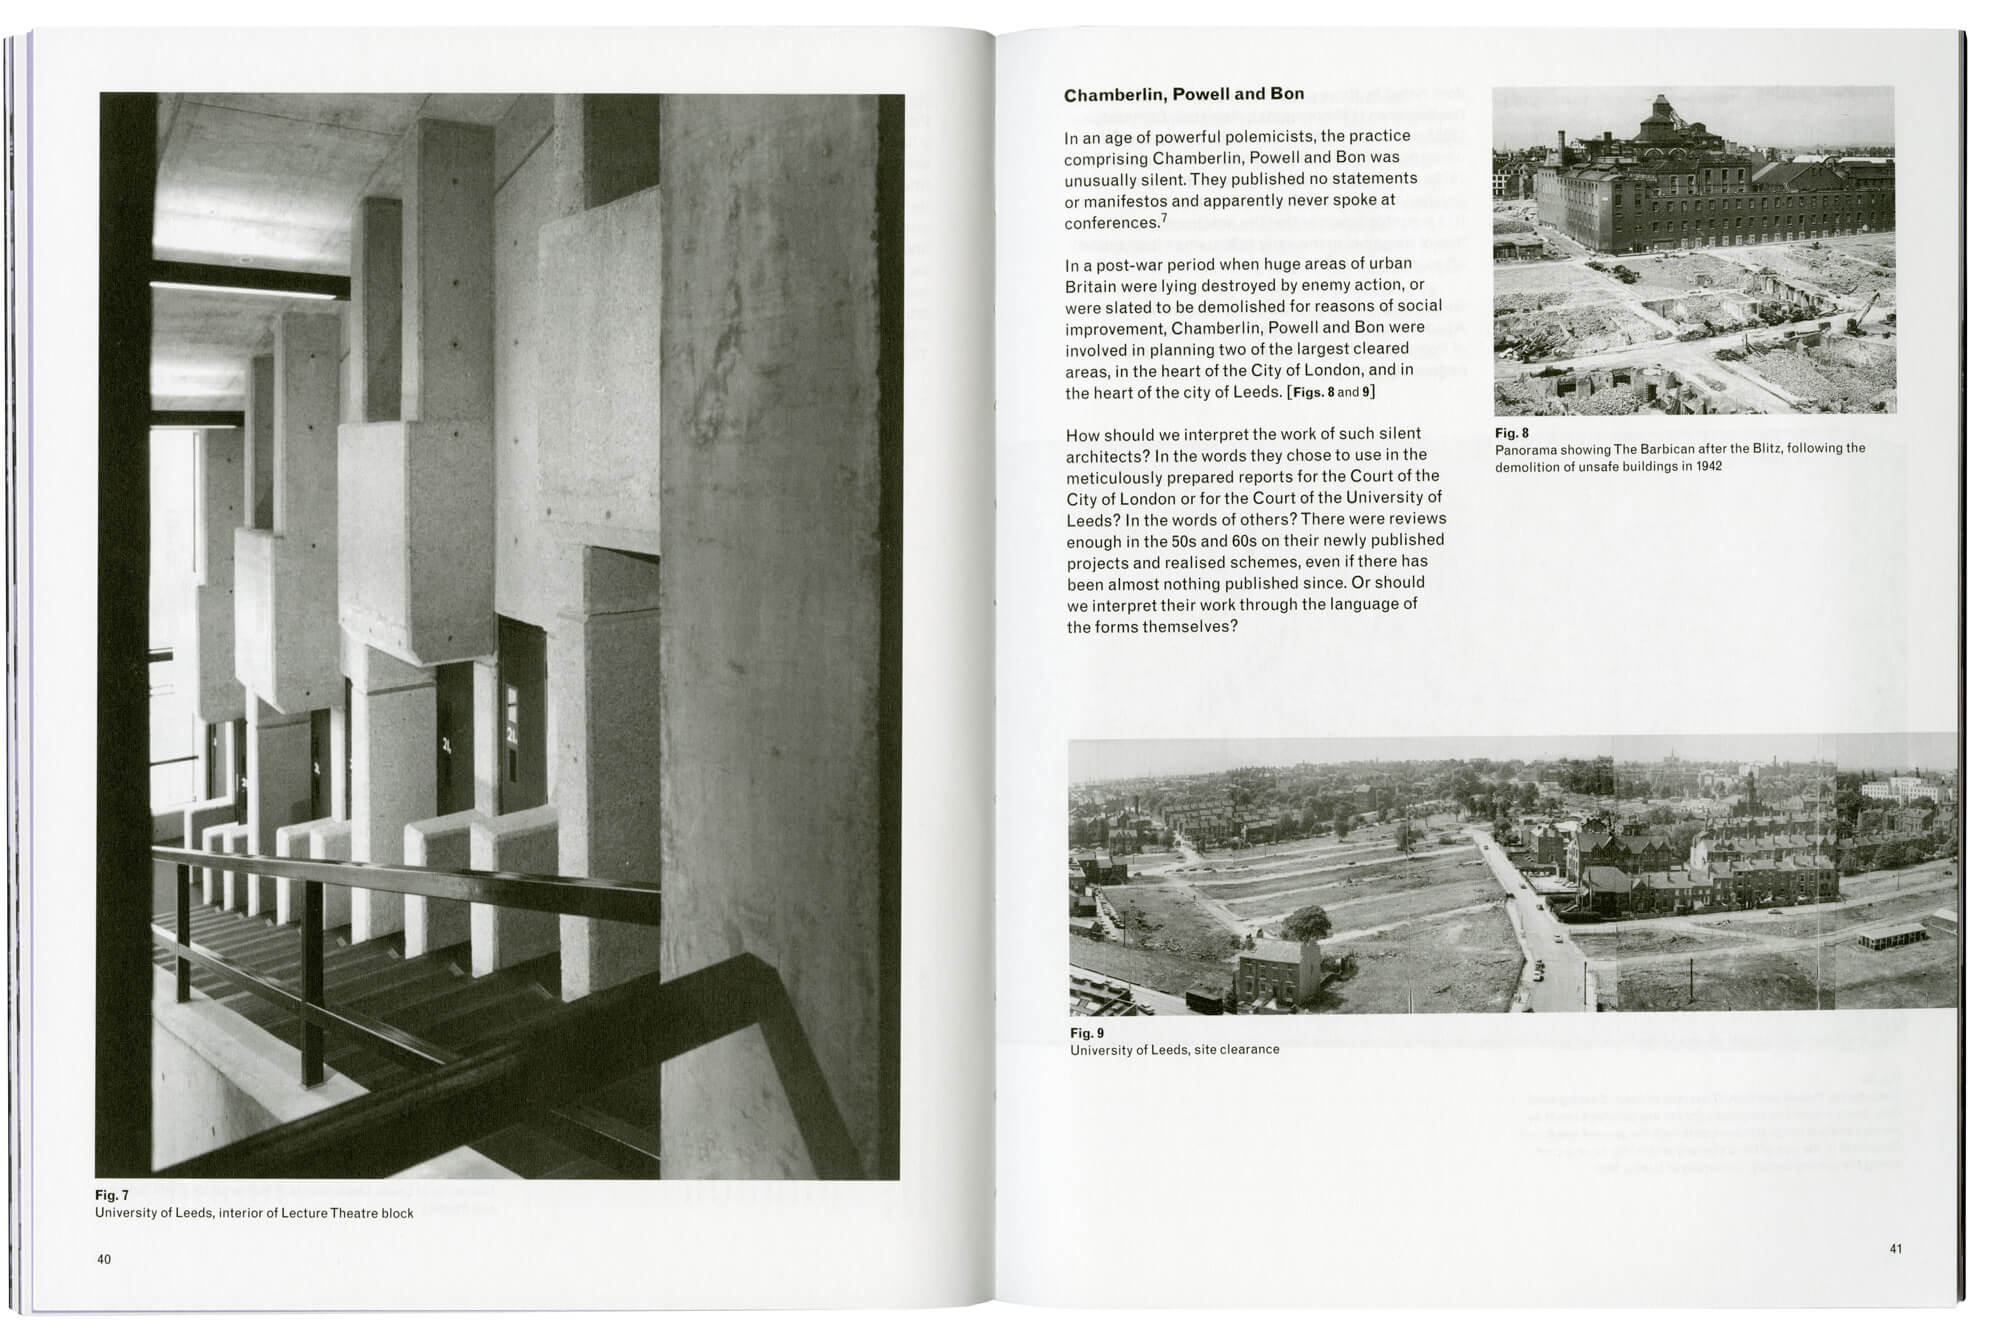 Fig. 7
University of Leeds, interior of Lecture Theatre block
40
Chamberlin, Powell and Bon
In an age of powerful polemicists, the practice
comprising Chamberlin, Powell and Bon was
unusually silent. They published no statements
or manifestos and apparently never spoke at
conferences.7
In a post-war period when huge areas of urban
Britain were lying destroyed by enemy action, or
were slated to be demolished for reasons of social
improvement, Chamberlin, Powell and Bon were
involved in planning two of the largest cleared
areas, in the heart of the City of London, and in
the heart of the city of Leeds. [Figs. 8 and 9]
How should we interpret the work of such silent
architects? In the words they chose to use in the
meticulously prepared reports for the Court of the
City of London or for the Court of the University of
Leeds? In the words of others? There were reviews
enough in the 50s and 60s on their newly published
projects and realised schemes, even if there has
been almost nothing published since. Or should
we interpret their work through the language of
the forms themselves?
Fig. 8
Panorama showing The Barbican after the Blitz, following the
demolition of unsafe buildings in 1942
Fig. 9
University of Leeds, site clearance
41